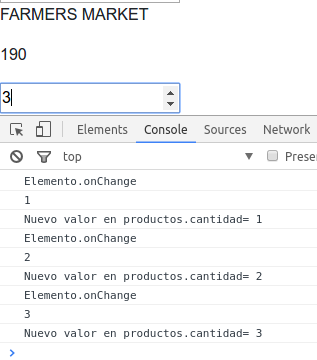 FARMERS MARKET
190
3
Elements Console Sources Network
top Preser
Elemento.onChange
1
Nuevo valor en productos.cantidad= 1
Elemento.onChange
2
Nuevo valor en productos.cantidad= 2
Elemento.onChange
3
Nuevo valor en productos.cantidad= 3